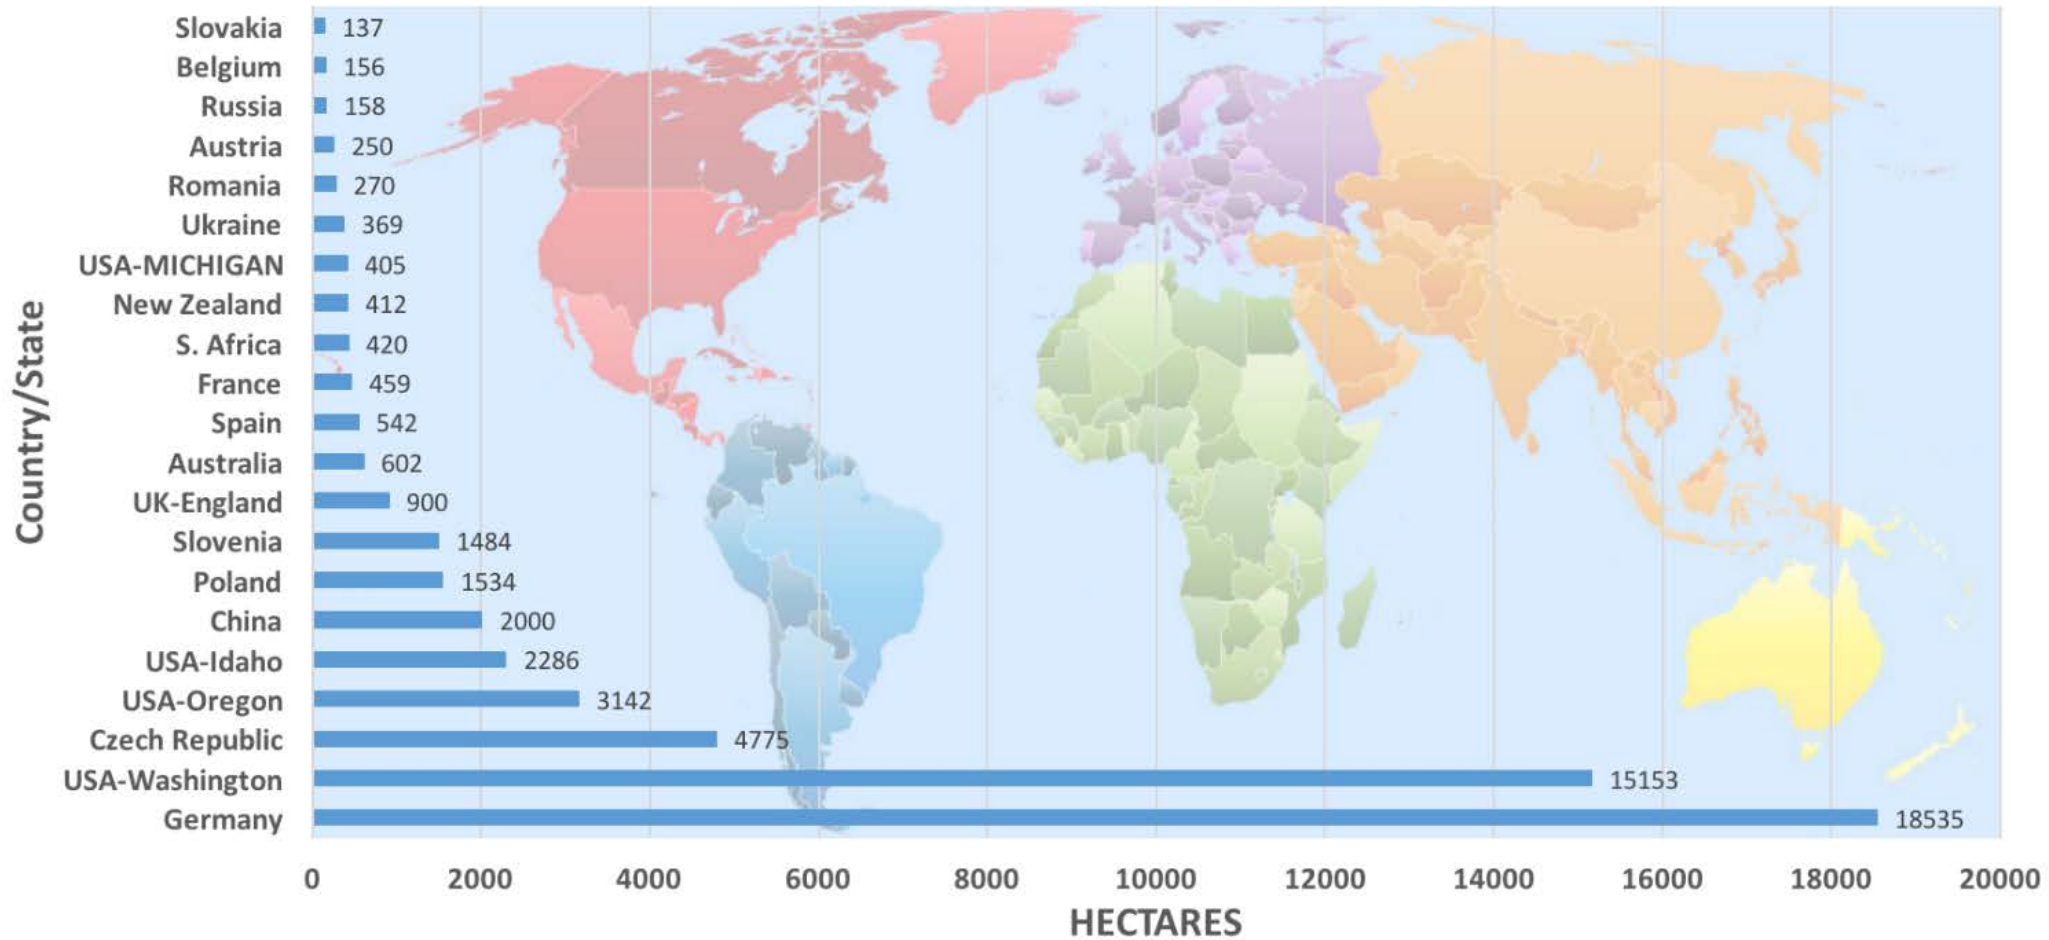 Slovakia 137
Belgium 156
Russia 158
Austria 250
Romania 270
Ukraine 369
USA-MICHIGAN 405
New Zealand 412
S. Africa 420
France 459
Spain 542
Australia 602
UK-England 900
Slovenia 1484
Poland 1534
China 2000
USA-Idaho 2286
USA-Oregon 3142
Czech Republic 4775
USA-Washington 15153
Germany 18535
Country/State
0 2000 4000 6000 8000 10000 12000 14000 16000 18000 20000
HECTARES